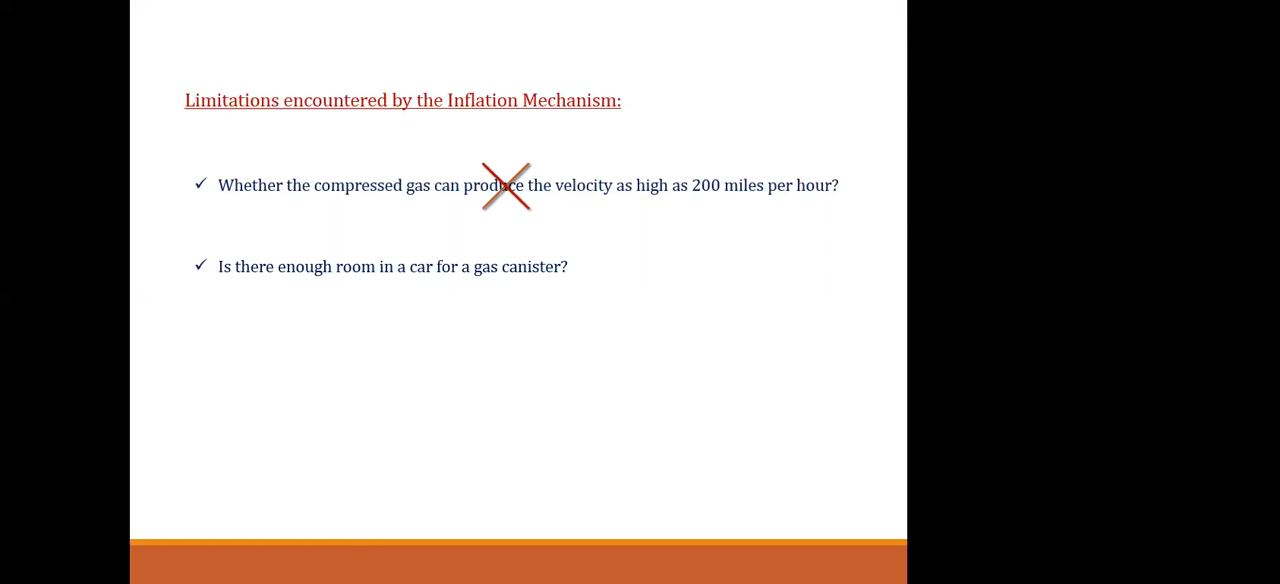 Limitations encountered by the Inflation Mechanism:
✓ Whether the compressed gas can produce the velocity as high as 200 miles per hour?
✓ Is there enough room in a car for a gas canister?